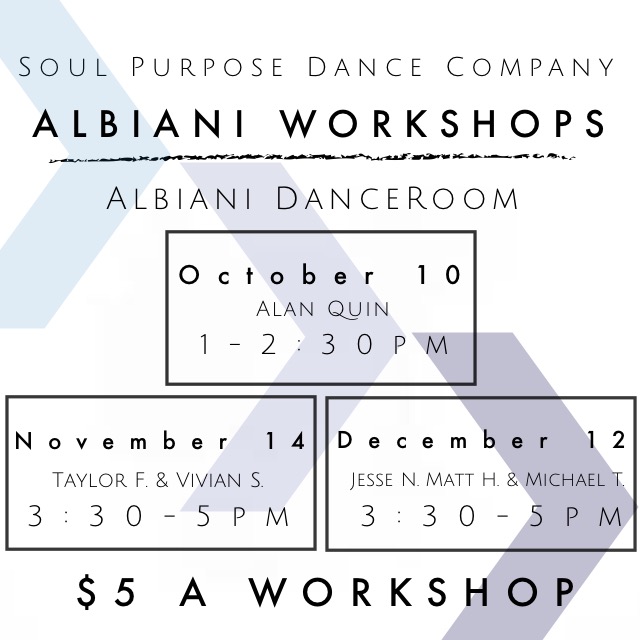 Soul Purpose Dance Company
ALBIANI WORKSHOPS
Albiani DanceRoom
October 10
Alan Quin
1-2:30PM
November 14
Taylor F. & Vivian S.
3:30-5PM
December 12
Jesse N. Matt H. & Michael T.
3:30-5PM
$5 A WORKSHOP